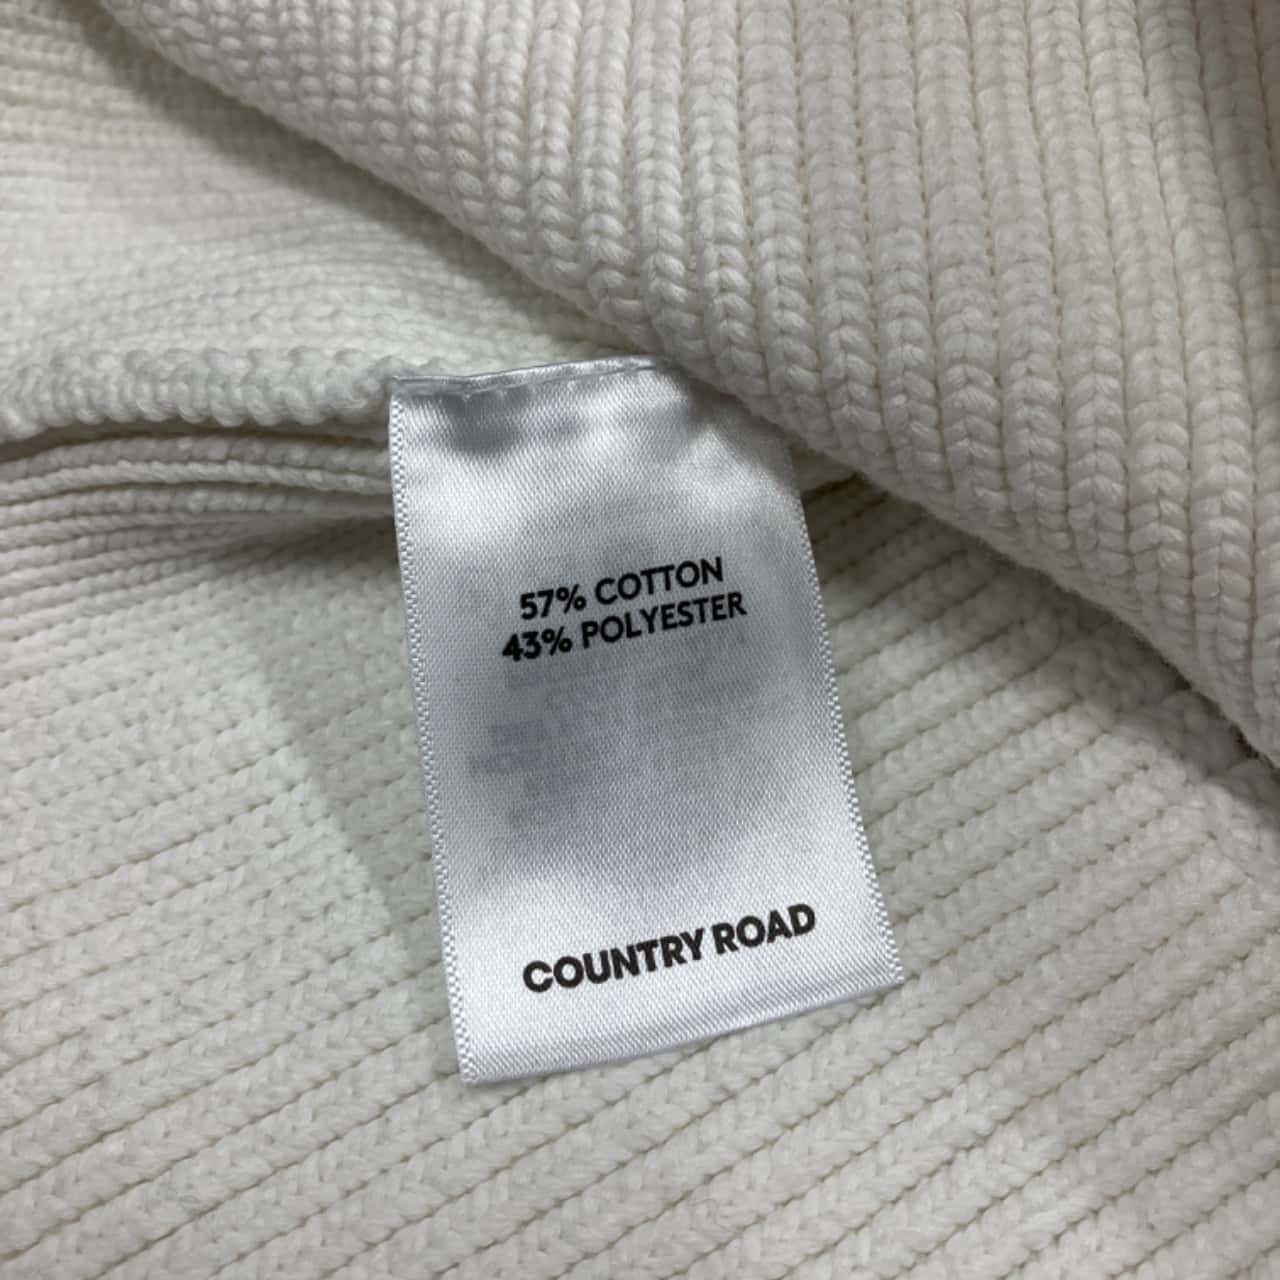 57% COTTON
43% POLYESTER
COUNTRY ROAD